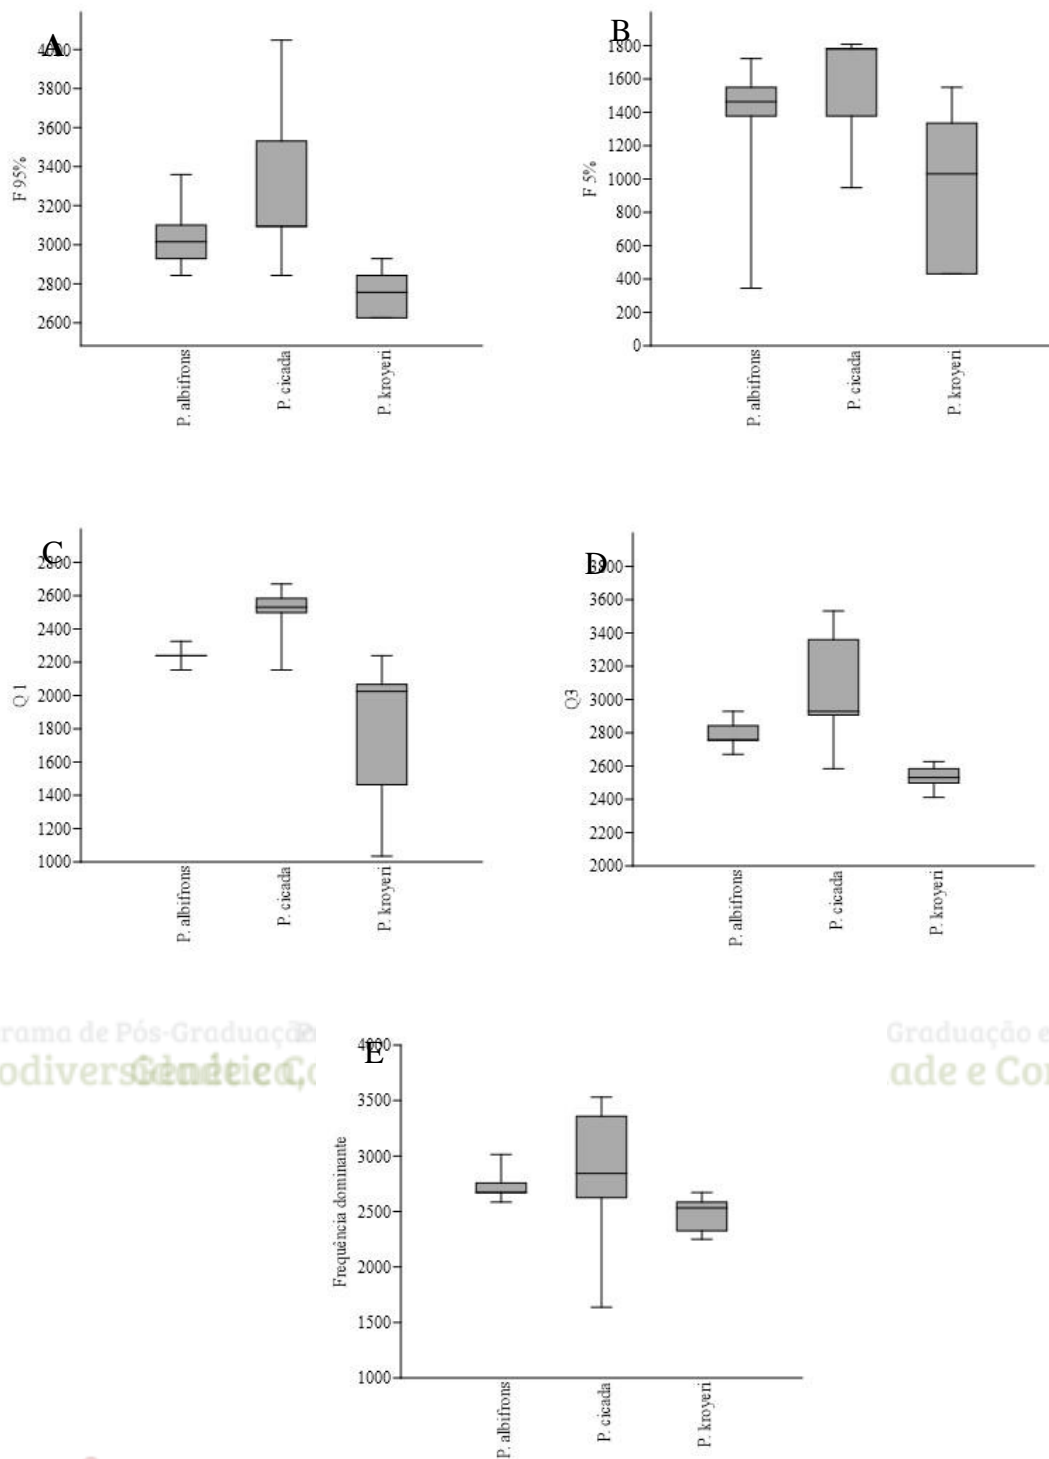 A
4000
3800
3600
3400
3200
3000
2800
2600
F 95%
P. albifrons
P. cicada
P. kroyeri
B
1800
1600
1400
1200
1000
800
600
400
200
0
F 5%
P. albifrons
P. cicada
P. kroyeri
C
2800
2600
2400
2200
2000
1800
1600
1400
1200
1000
Q 1
P. albifrons
P. cicada
P. kroyeri
D
3800
3600
3400
3200
3000
2800
2600
2400
2200
2000
Q3
P. albifrons
P. cicada
P. kroyeri
rama de Pós-Graduação
Graduação e
ade e Con
E
4000
3500
3000
2500
2000
1500
1000
Frequência dominante
P. albifrons
P. cicada
P. kroyeri